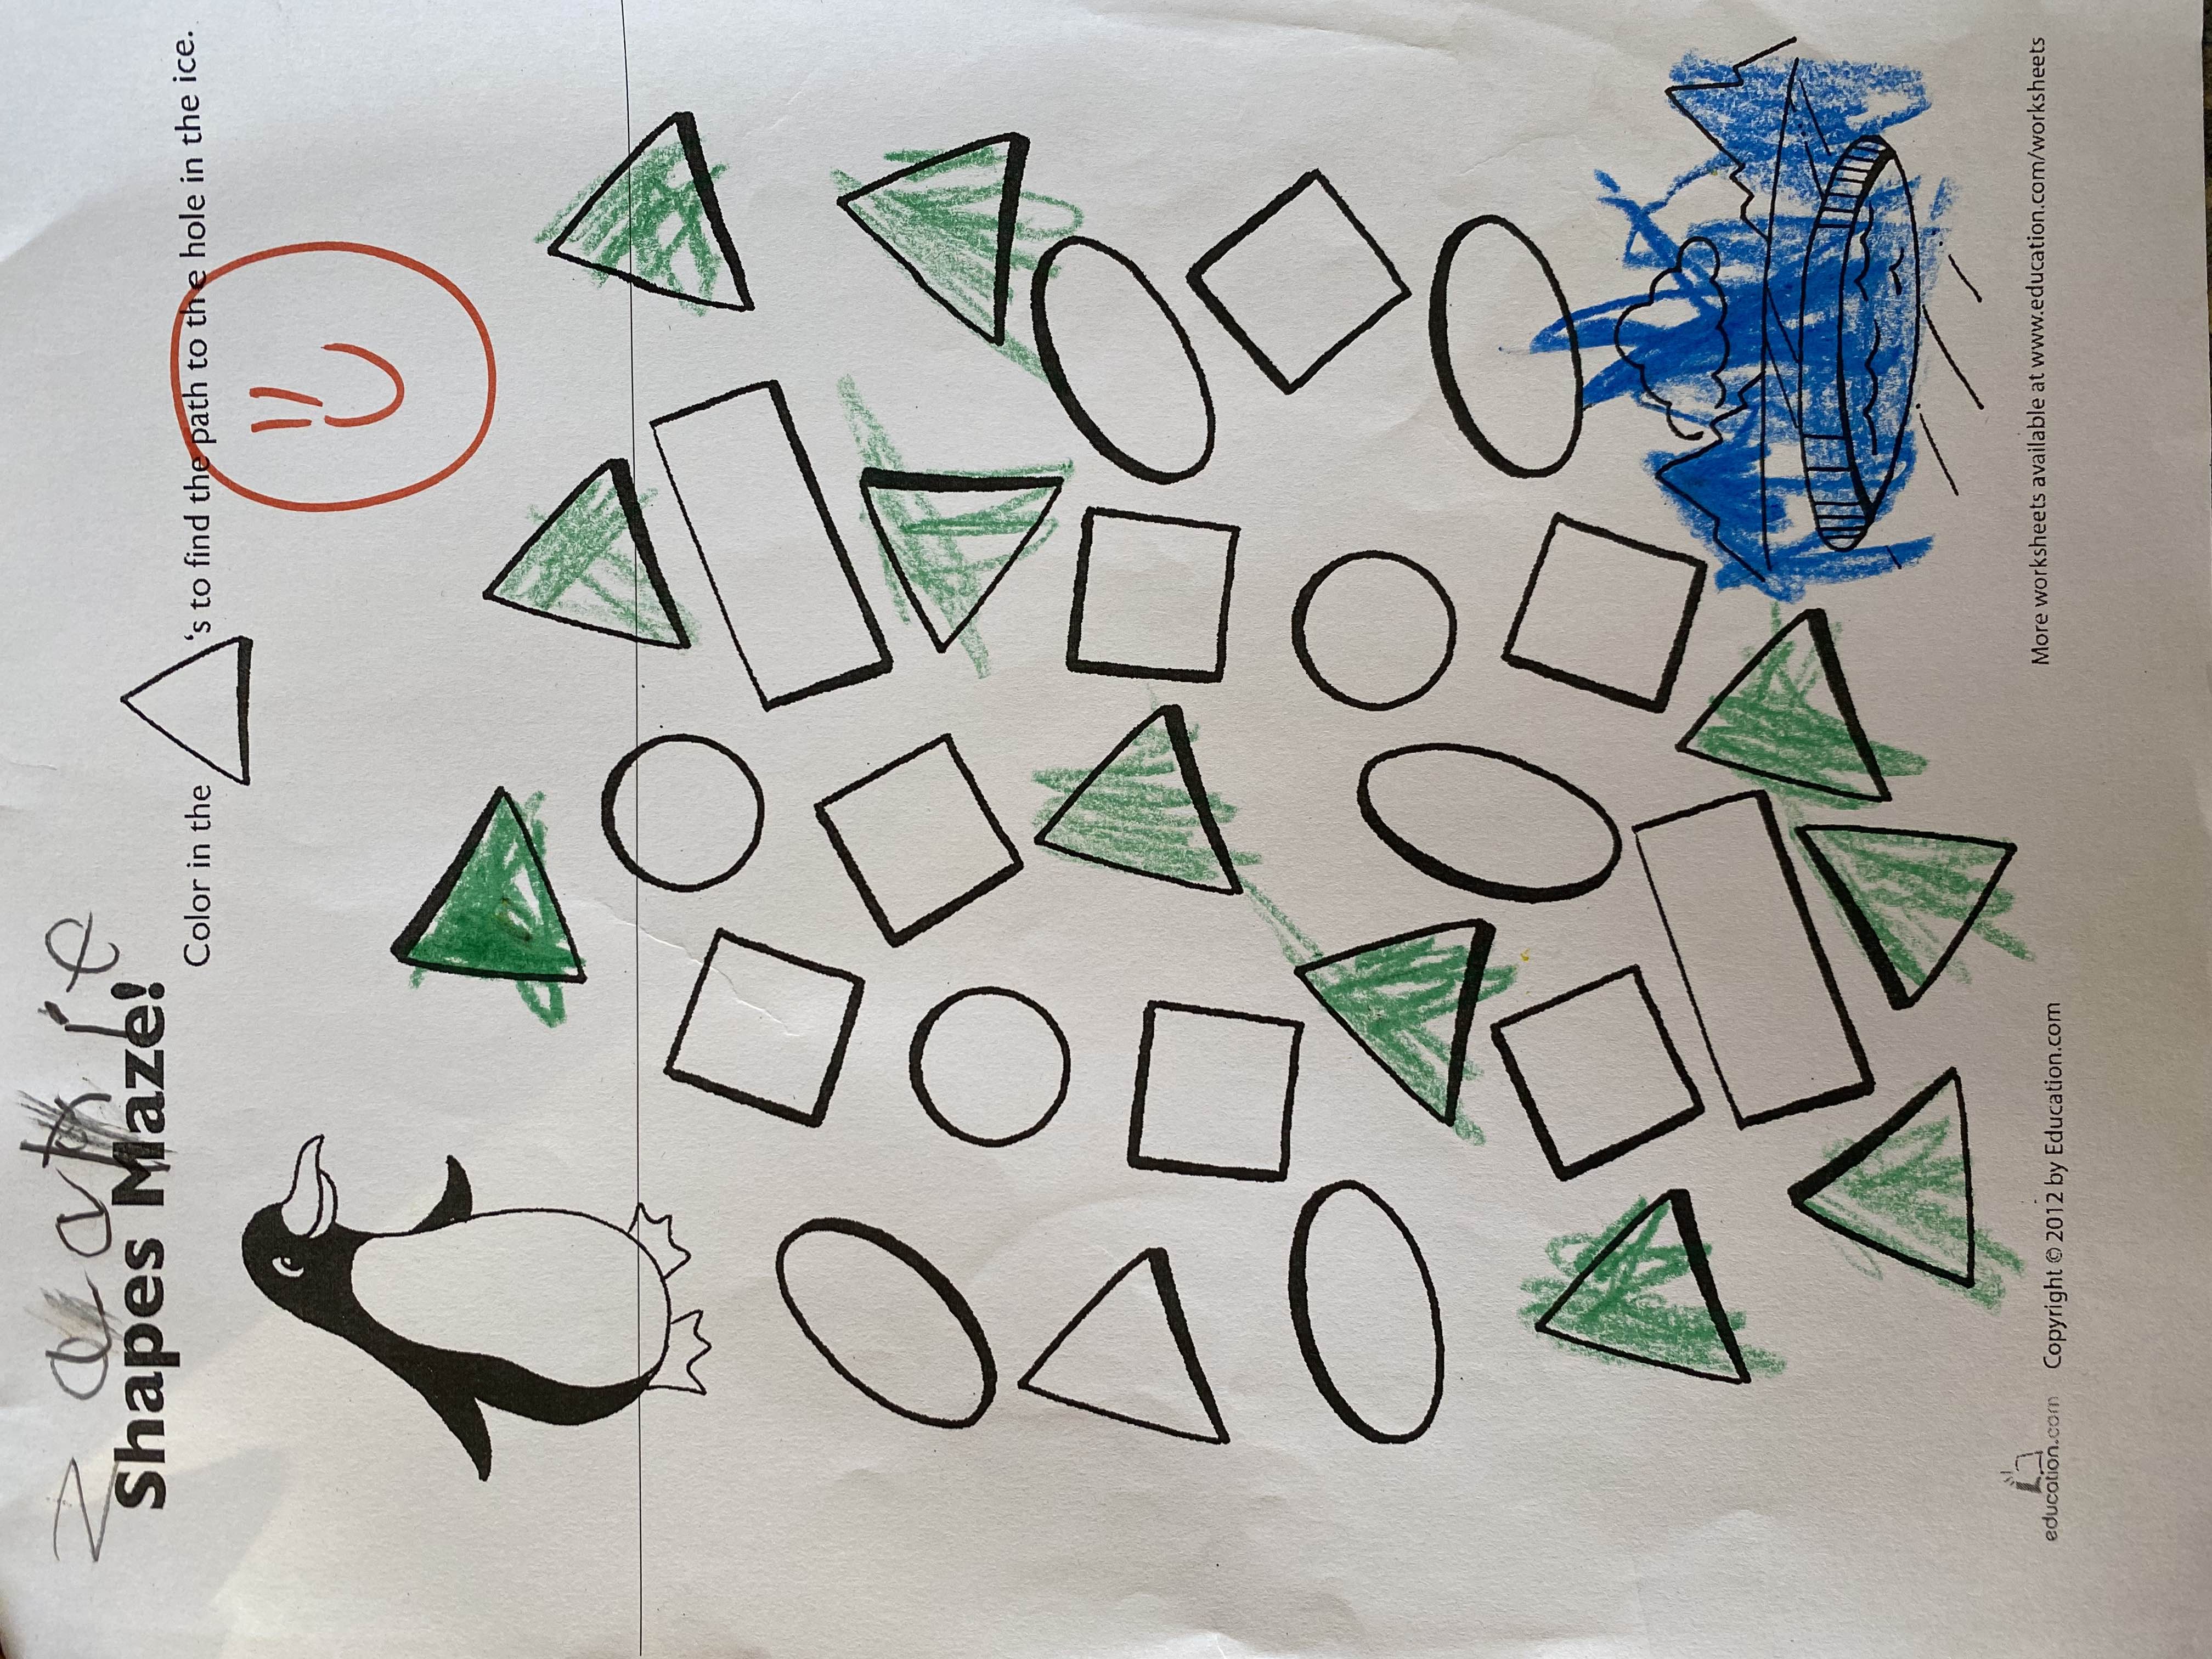 zackie
Shapes Maze!
Color in the 's to find the path to the hole in the ice.
education.com Copyright © 2012 by Education.com
More worksheets available at www.education.com/worksheets